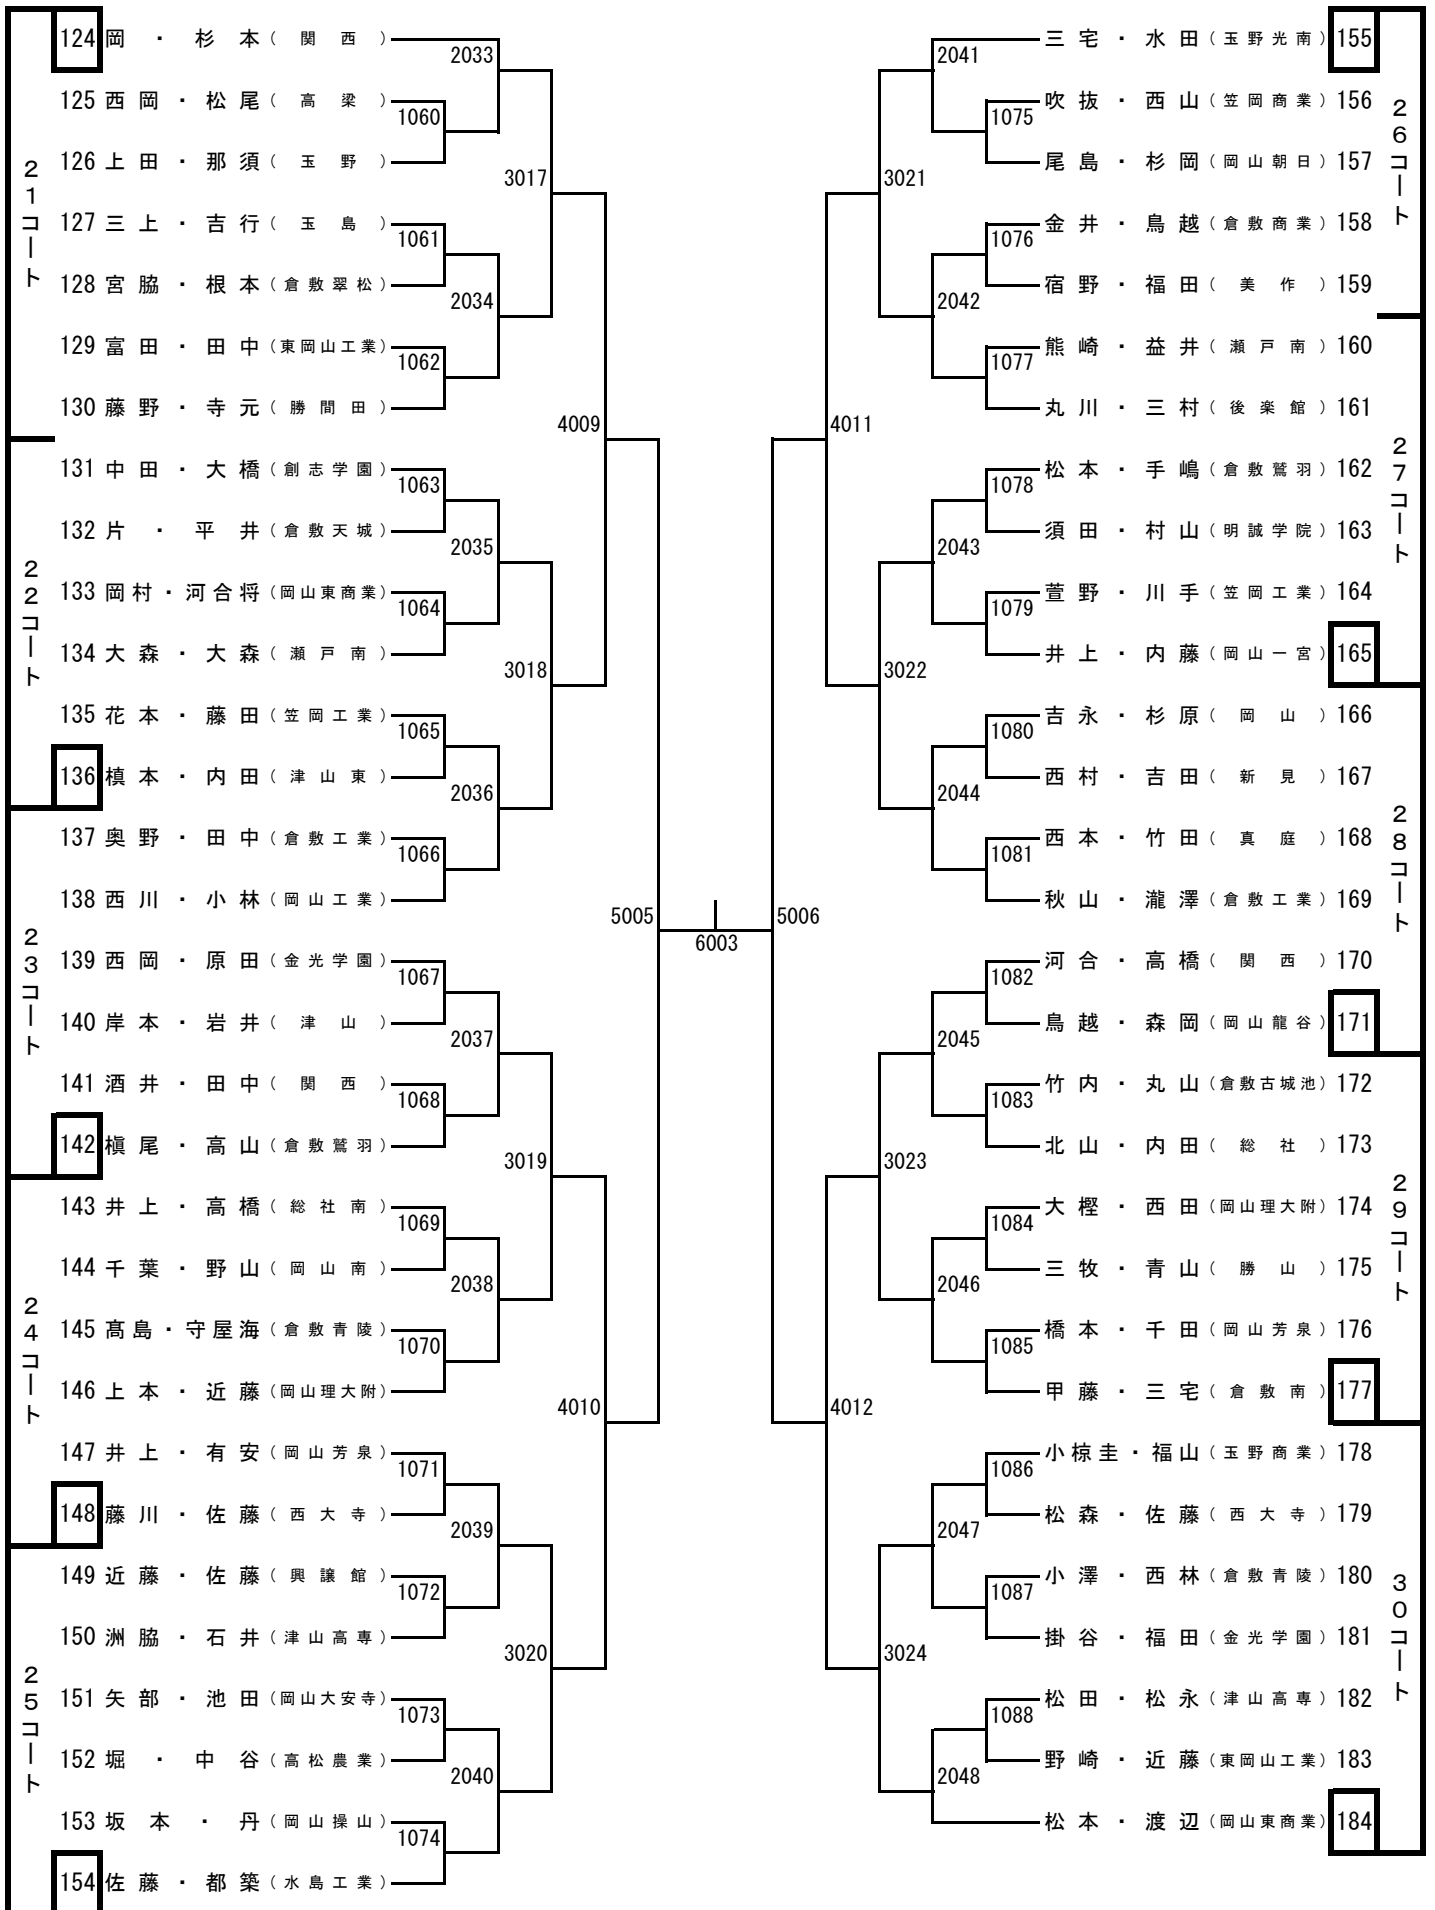 21コート
22コート
23コート
24コート
25コート
124 岡・杉本(関西)
125 西岡・松尾(高梁)
126 上田・那須(玉野)
127 三上・吉行(玉島)
128 宮脇・根本(倉敷翠松)
129 富田・田中(東岡山工業)
130 藤野・寺元(勝間田)
131 中田・大橋(創志学園)
132 片・平井(倉敷天城)
133 岡村・河合将(岡山東商業)
134 大森・大森(瀬戸南)
135 花本・藤田(笠岡工業)
136 槙本・内田(津山東)
137 奥野・田中(倉敷工業)
138 西川・小林(岡山工業)
139 西岡・原田(金光学園)
140 岸本・岩井(津山)
141 酒井・田中(関西)
142 槇尾・高山(倉敷鷲羽)
143 井上・高橋(総社南)
144 千葉・野山(岡山南)
145 髙島・守屋海(倉敷青陵)
146 上本・近藤(岡山理大附)
147 井上・有安(岡山芳泉)
148 藤川・佐藤(西大寺)
149 近藤・佐藤(興譲館)
150 洲脇・石井(津山高専)
151 矢部・池田(岡山大安寺)
152 堀・中谷(高松農業)
153 坂本・丹(岡山操山)
154 佐藤・都築(水島工業)
1060
1061
1062
1063
1064
1065
1066
1067
1068
1069
1070
1071
1072
1073
1074
2033
2034
2035
2036
2037
2038
2039
2040
3017
3018
3019
3020
4009
4010
5005
6003
5006
4011
4012
3021
3022
3023
3024
2041
2042
2043
2044
2045
2046
2047
2048
1075
1076
1077
1078
1079
1080
1081
1082
1083
1084
1085
1086
1087
1088
三宅・水田(玉野光南) 155
吹抜・西山(笠岡商業) 156
尾島・杉岡(岡山朝日) 157
金井・鳥越(倉敷商業) 158
宿野・福田(美作) 159
熊崎・益井(瀬戸南) 160
丸川・三村(後楽館) 161
松本・手嶋(倉敷鷲羽) 162
須田・村山(明誠学院) 163
萱野・川手(笠岡工業) 164
井上・内藤(岡山一宮) 165
吉永・杉原(岡山) 166
西村・吉田(新見) 167
西本・竹田(真庭) 168
秋山・瀧澤(倉敷工業) 169
河合・高橋(関西) 170
鳥越・森岡(岡山龍谷) 171
竹内・丸山(倉敷古城池) 172
北山・内田(総社) 173
大樫・西田(岡山理大附) 174
三牧・青山(勝山) 175
橋本・千田(岡山芳泉) 176
甲藤・三宅(倉敷南) 177
小椋圭・福山(玉野商業) 178
松森・佐藤(西大寺) 179
小澤・西林(倉敷青陵) 180
掛谷・福田(金光学園) 181
松田・松永(津山高専) 182
野崎・近藤(東岡山工業) 183
松本・渡辺(岡山東商業) 184
26コート
27コート
28コート
29コート
30コート